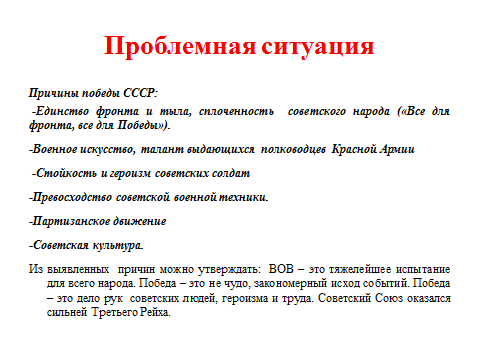 Проблемная ситуация
Причины победы СССР:
-Единство фронта и тыла, сплоченность советского народа («Все для
фронта, все для Победы»).
-Военное искусство, талант выдающихся полководцев Красной Армии
-Стойкость и героизм советских солдат
-Превосходство советской военной техники.
-Партизанское движение
-Советская культура.
Из выявленных причин можно утверждать: ВОВ – это тяжелейшее испытание
для всего народа. Победа – это не чудо, закономерный исход событий. Победа
– это дело рук советских людей, героизма и труда. Советский Союз оказался
сильней Третьего Рейха.